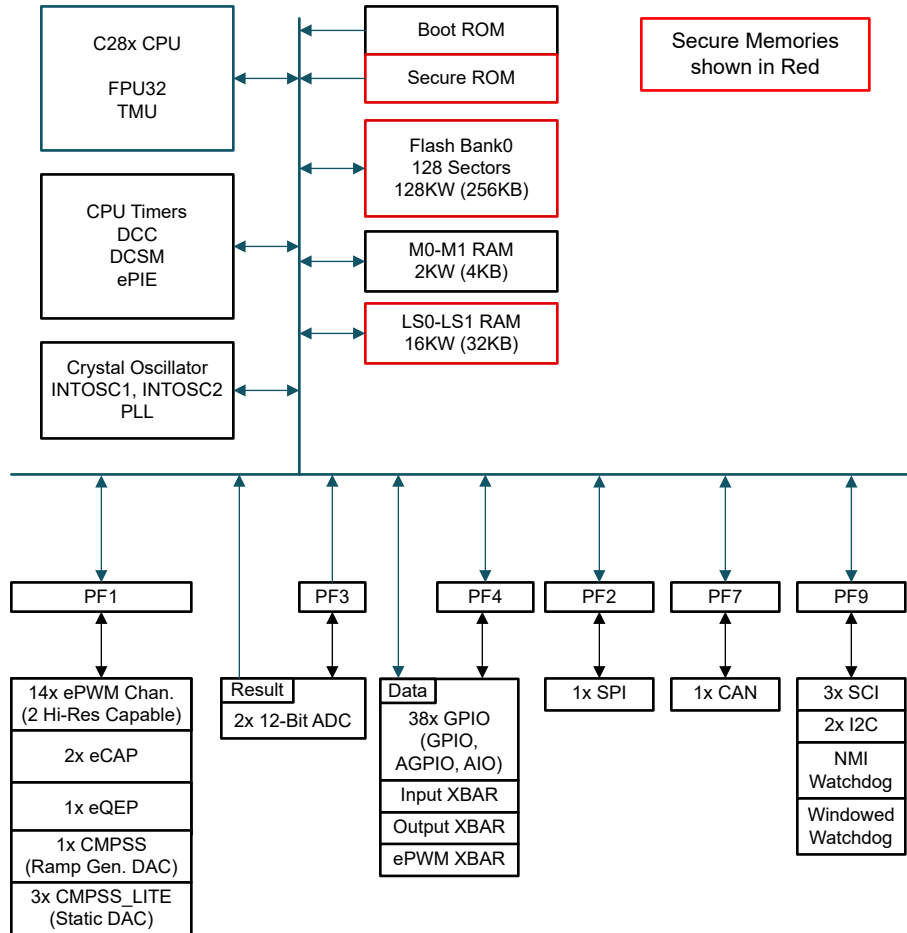 C28x CPU
FPU32
TMU
Boot ROM
Secure ROM
Secure Memories
shown in Red
Flash Bank0
128 Sectors
128KW (256KB)
CPU Timers
DCC
DCSM
ePIE
M0-M1 RAM
2KW (4KB)
LS0-LS1 RAM
16KW (32KB)
Crystal Oscillator
INTOSC1, INTOSC2
PLL
PF1
PF3
PF4
PF2
PF7
PF9
14x ePWM Chan.
(2 Hi-Res Capable)
2x eCAP
1x eQEP
1x CMPSS
(Ramp Gen. DAC)
3x CMPSS_LITE
(Static DAC)
Result
2x 12-Bit ADC
Data
38x GPIO
(GPIO,
AGPIO, AIO)
Input XBAR
Output XBAR
ePWM XBAR
1x SPI
1x CAN
3x SCI
2x I2C
NMI
Watchdog
Windowed
Watchdog